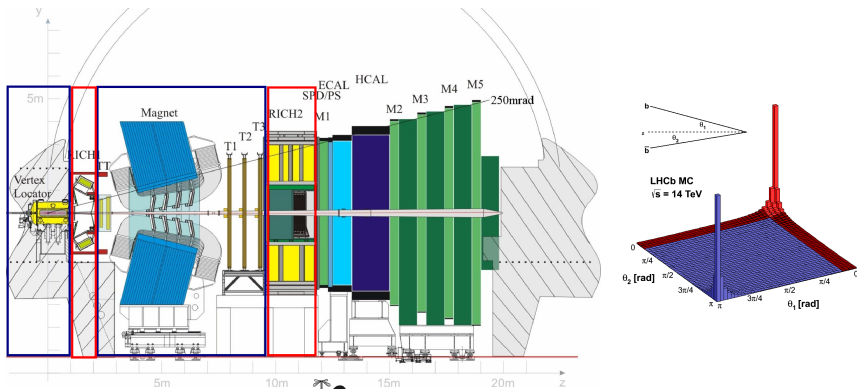 y
5m
Magnet
Vertex
Locator
RICH1
TT
T1
T2
T3
RICH2
SPD/PS
ECAL
HCAL
M1
M2
M3
M4
M5
250mrad
5m
10m
15m
20m
z
b
θ1
z
θ2
b̅
LHCb MC
√s = 14 TeV
0
π/4
π/2
3π/4
π
θ2 [rad]
π
3π/4
π/2
π/4
0
θ1 [rad]